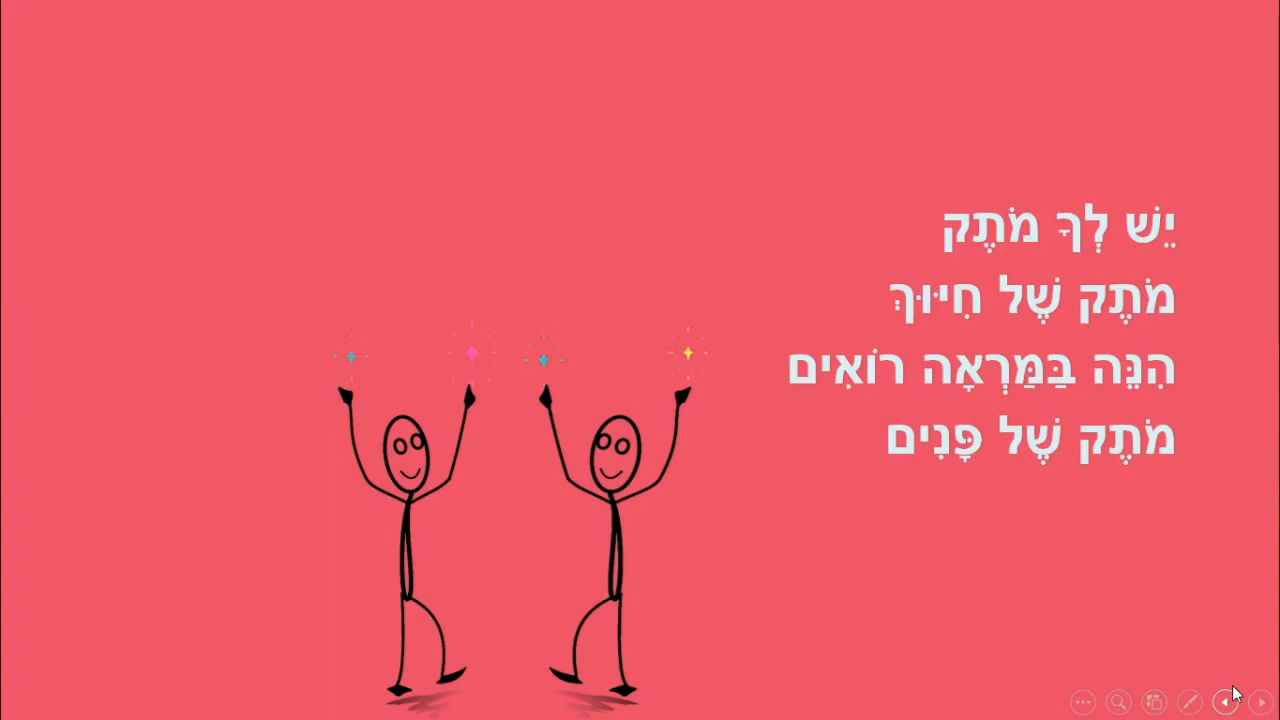 יֵשׁ לְךָ מֹתֶק
מֹתֶק שֶׁל חִיּוּךְ
הִנֵּה בַּמַּרְאָה רוֹאִים
מֹתֶק שֶׁל פָּנִים